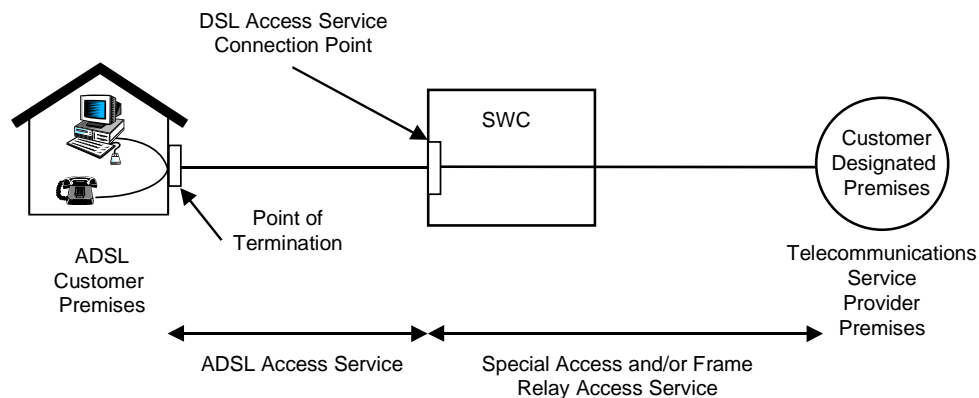 DSL Access Service
Connection Point
SWC
Customer
Designated
Premises
Point of
Termination
ADSL
Customer
Premises
Telecommunications
Service
Provider
Premises
ADSL Access Service
Special Access and/or Frame
Relay Access Service